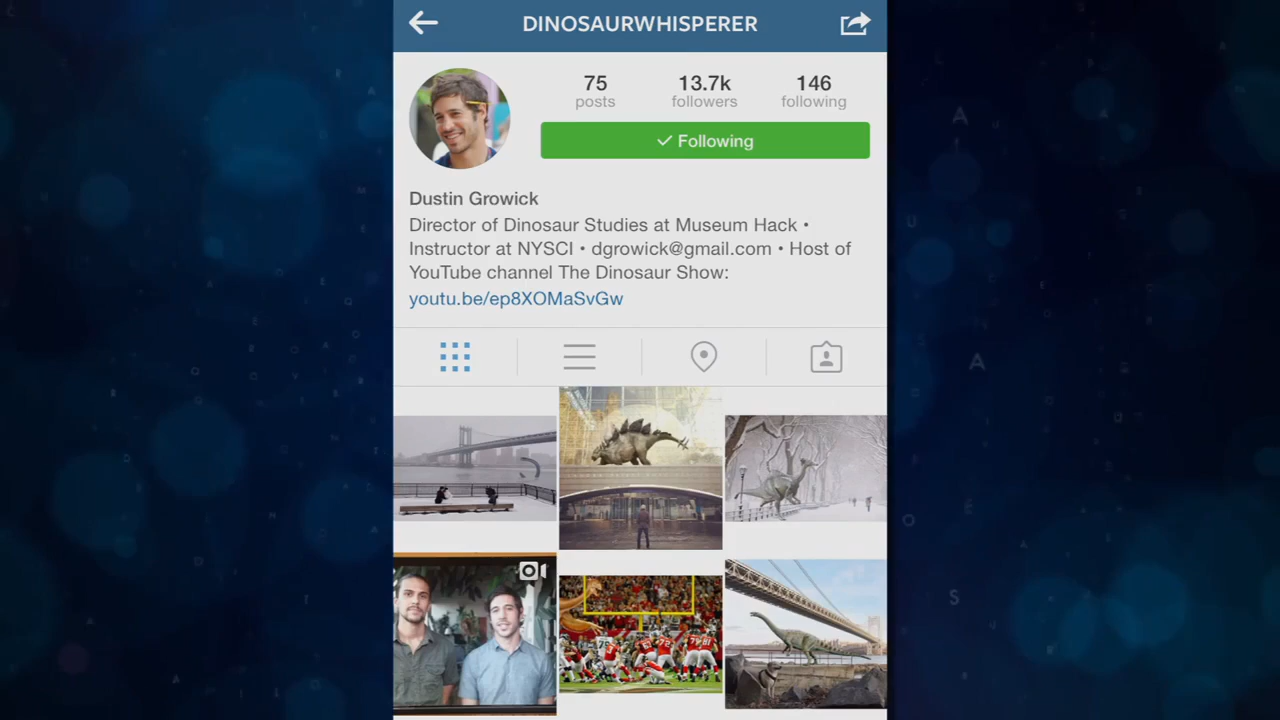 DINOSAURWHISPERER
75 13.7k 146
posts followers following
✓ Following
Dustin Growick
Director of Dinosaur Studies at Museum Hack •
Instructor at NYSCI • dgrowick@gmail.com • Host of
YouTube channel The Dinosaur Show:
youtu.be/ep8XOMaSvGw